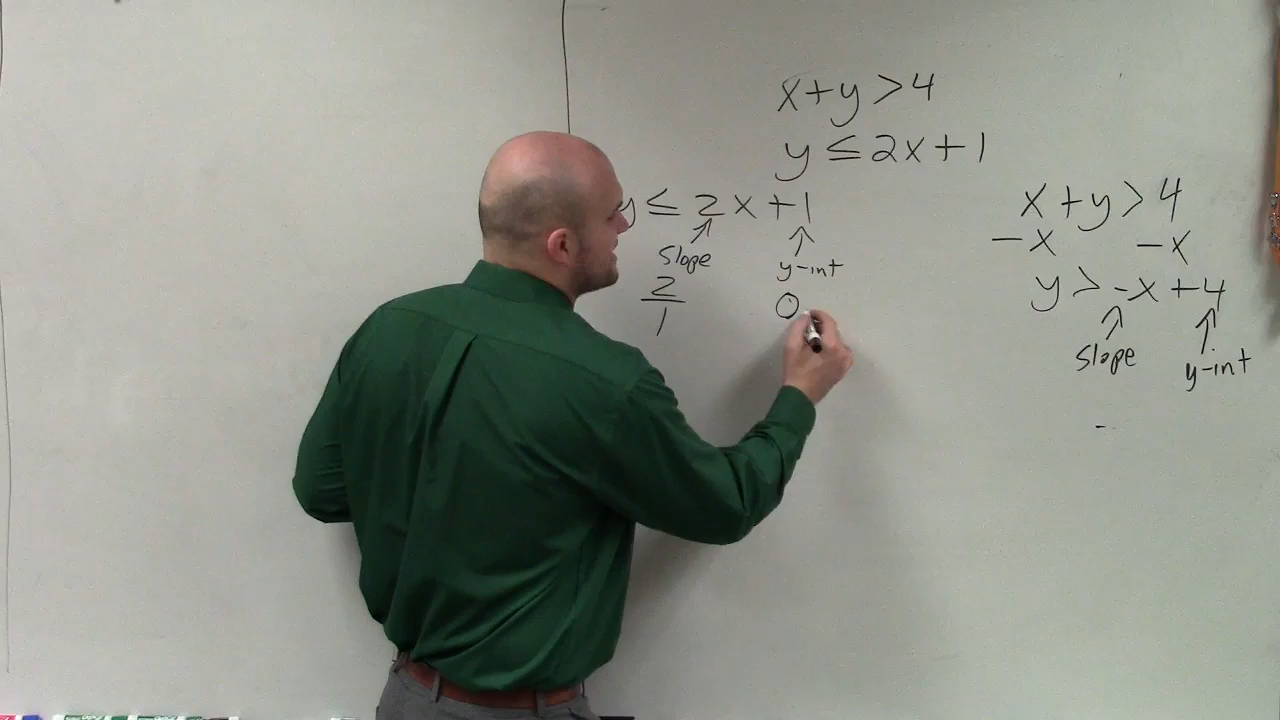 x+y>4
y≤2x+1
y≤2x+1
slope y-int
2/1 0
x+y>4
-x -x
y>-x+4
slope y-int